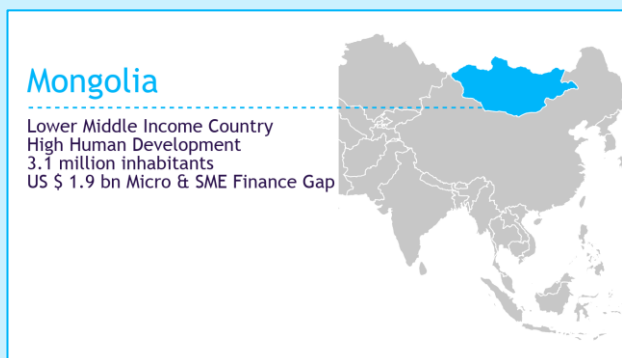 Mongolia
Lower Middle Income Country
High Human Development
3.1 million inhabitants
US $ 1.9 bn Micro & SME Finance Gap